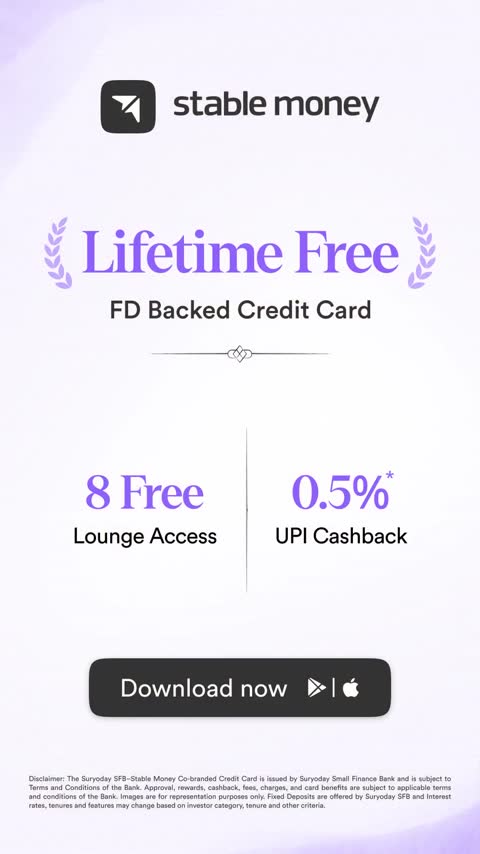 stable money
Lifetime Free
FD Backed Credit Card
8 Free
Lounge Access
0.5%*
UPI Cashback
Download now
Disclaimer: The Suryoday SFB–Stable Money Co-branded Credit Card is issued by Suryoday Small Finance Bank and is subject to
Terms and Conditions of the Bank. Approval, rewards, cashback, fees, charges, and card benefits are subject to applicable terms
and conditions of the Bank. Images are for representation purposes only. Fixed Deposits are offered by Suryoday SFB and Interest
rates, tenures and features may change based on investor category, tenure and other criteria.